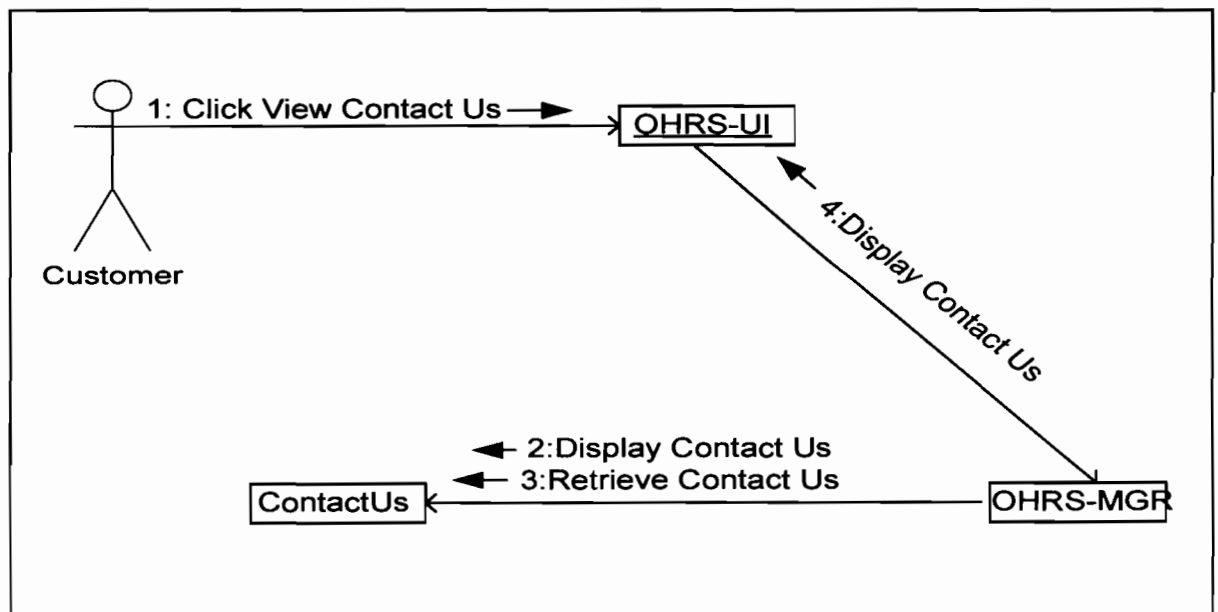 1: Click View Contact Us
OHRS-UI
4:Display Contact Us
Customer
2:Display Contact Us
3:Retrieve Contact Us
ContactUs
OHRS-MGR